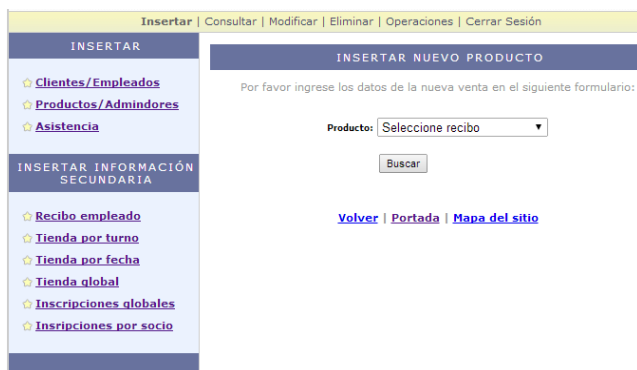 Insertar | Consultar | Modificar | Eliminar | Operaciones | Cerrar Sesión
INSERTAR
Clientes/Empleados
Productos/Admindores
Asistencia
INSERTAR INFORMACIÓN
SECUNDARIA
Recibo empleado
Tienda por turno
Tienda por fecha
Tienda global
Inscripciones globales
Insripciones por socio
INSERTAR NUEVO PRODUCTO
Por favor ingrese los datos de la nueva venta en el siguiente formulario:
Producto: Seleccione recibo
Buscar
Volver | Portada | Mapa del sitio